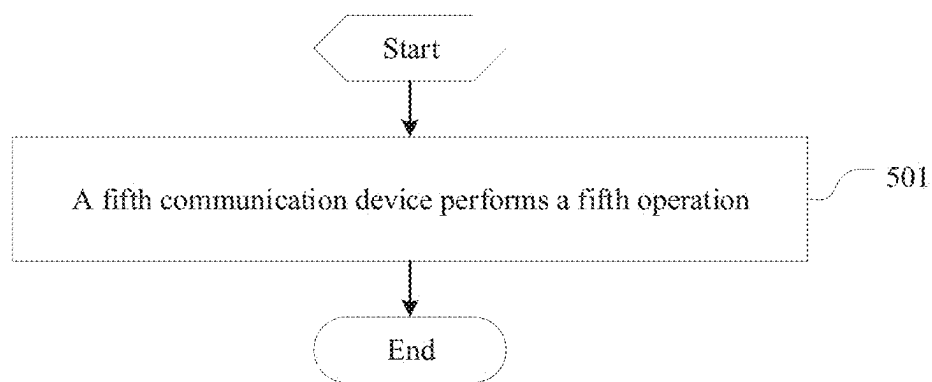 Start
A fifth communication device performs a fifth operation
501
End